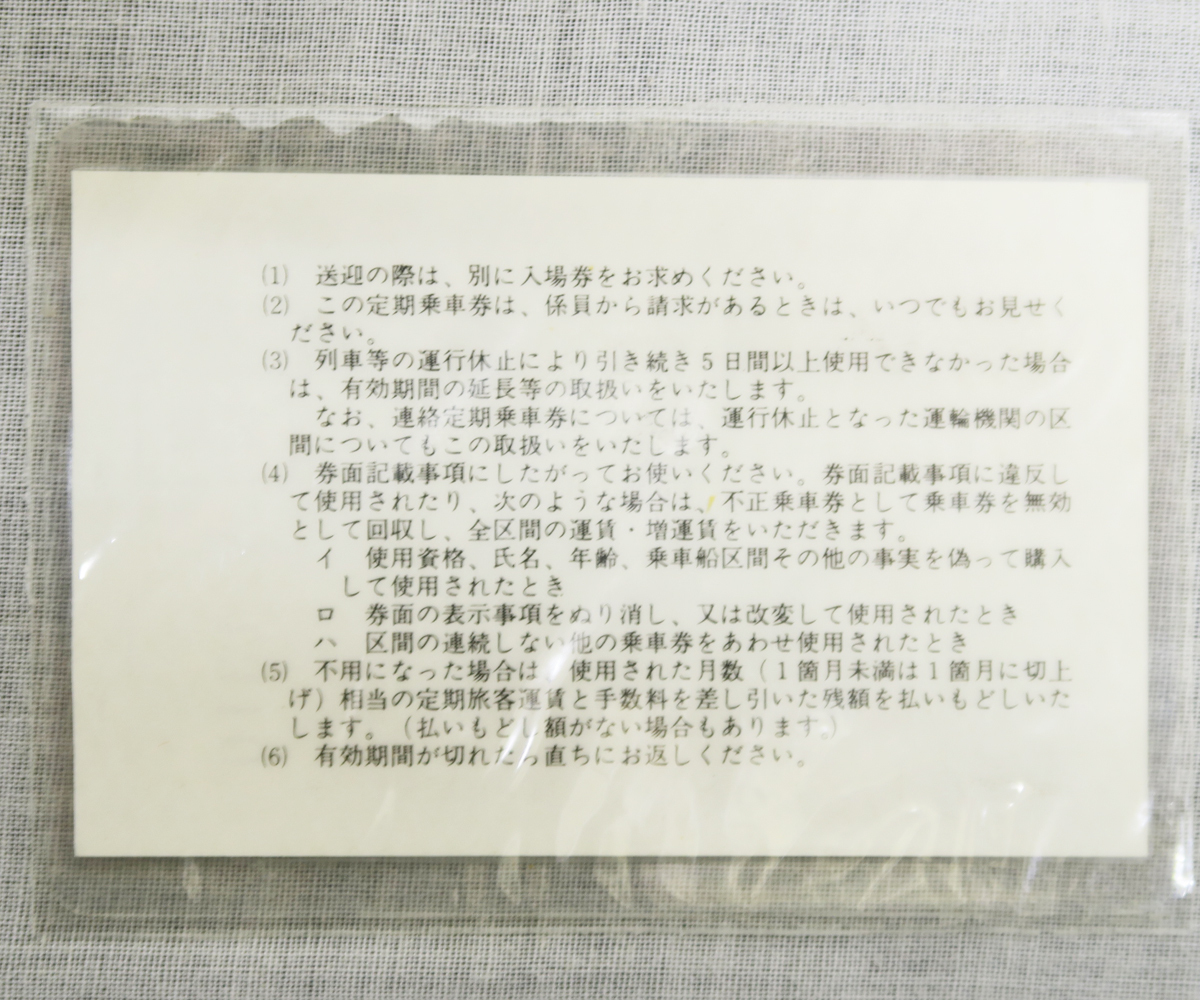 (1) 送迎の際は、別に入場券をお求めください。
(2) この定期乗車券は、係員から請求があるときは、いつでもお見せく
ださい。
(3) 列車等の運行休止により引き続き5日間以上使用できなかった場合
は、有効期間の延長等の取扱いをいたします。
なお、連絡定期乗車券については、運行休止となった運輸機関の区
間についてもこの取扱いをいたします。
(4) 券面記載事項にしたがってお使いください。券面記載事項に違反し
て使用されたり、次のような場合は、不正乗車券として乗車券を無効
として回収し、全区間の運賃・増運賃をいただきます。
イ 使用資格、氏名、年齢、乗車船区間その他の事実を偽って購入
して使用されたとき
ロ 券面の表示事項をぬり消し、又は改変して使用されたとき
ハ 区間の連続しない他の乗車券をあわせ使用されたとき
(5) 不用になった場合は、使用された月数（1箇月未満は1箇月に切上
げ）相当の定期旅客運賃と手数料を差し引いた残額を払いもどしいた
します。（払いもどし額がない場合もあります。）
(6) 有効期間が切れたら直ちにお返しください。